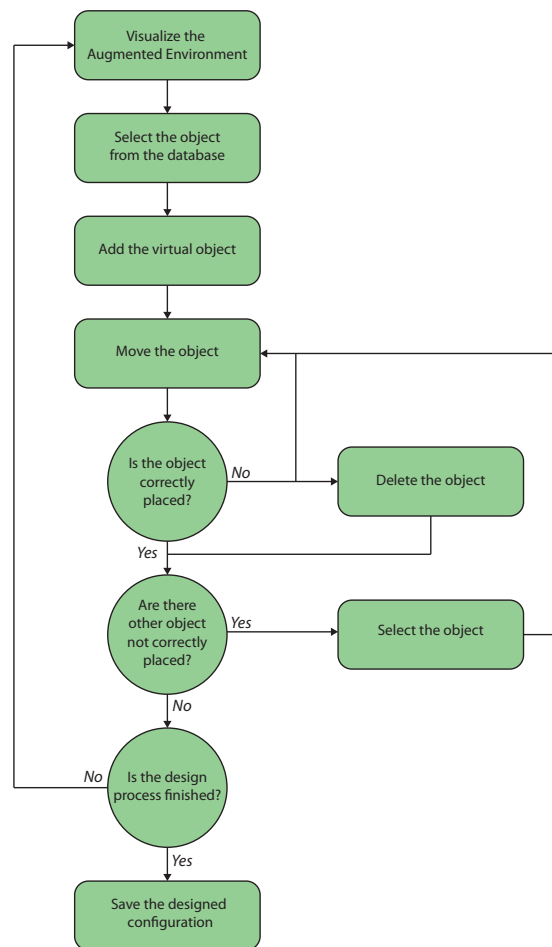 Visualize the
Augmented Environment
Select the object
from the database
Add the virtual object
Move the object
Is the object
correctly
placed?
No
Delete the object
Yes
Are there
other object
not correctly
placed?
Yes
Select the object
No
Is the design
process finished?
No
Yes
Save the designed
configuration